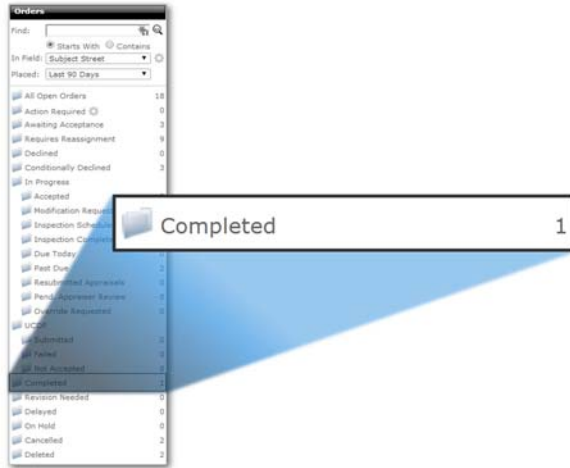 Orders
Find:
Starts With Contains
In Field: Subject Street
Placed: Last 90 Days
All Open Orders 18
Action Required 0
Awaiting Acceptance 3
Requires Reassignment 9
Declined 0
Conditionally Declined 3
In Progress
Accepted
Modification
Completed 1
Inspection
Inspection
Due Today 0
Past Due 2
Resubmitted Appraisals 0
Pend. Appraiser Review 0
Override Requested 0
UCDP
Submitted 0
Failed 0
Not Accepted 0
Completed 1
Revision Needed 0
Delayed 0
On Hold 0
Cancelled 2
Deleted 2